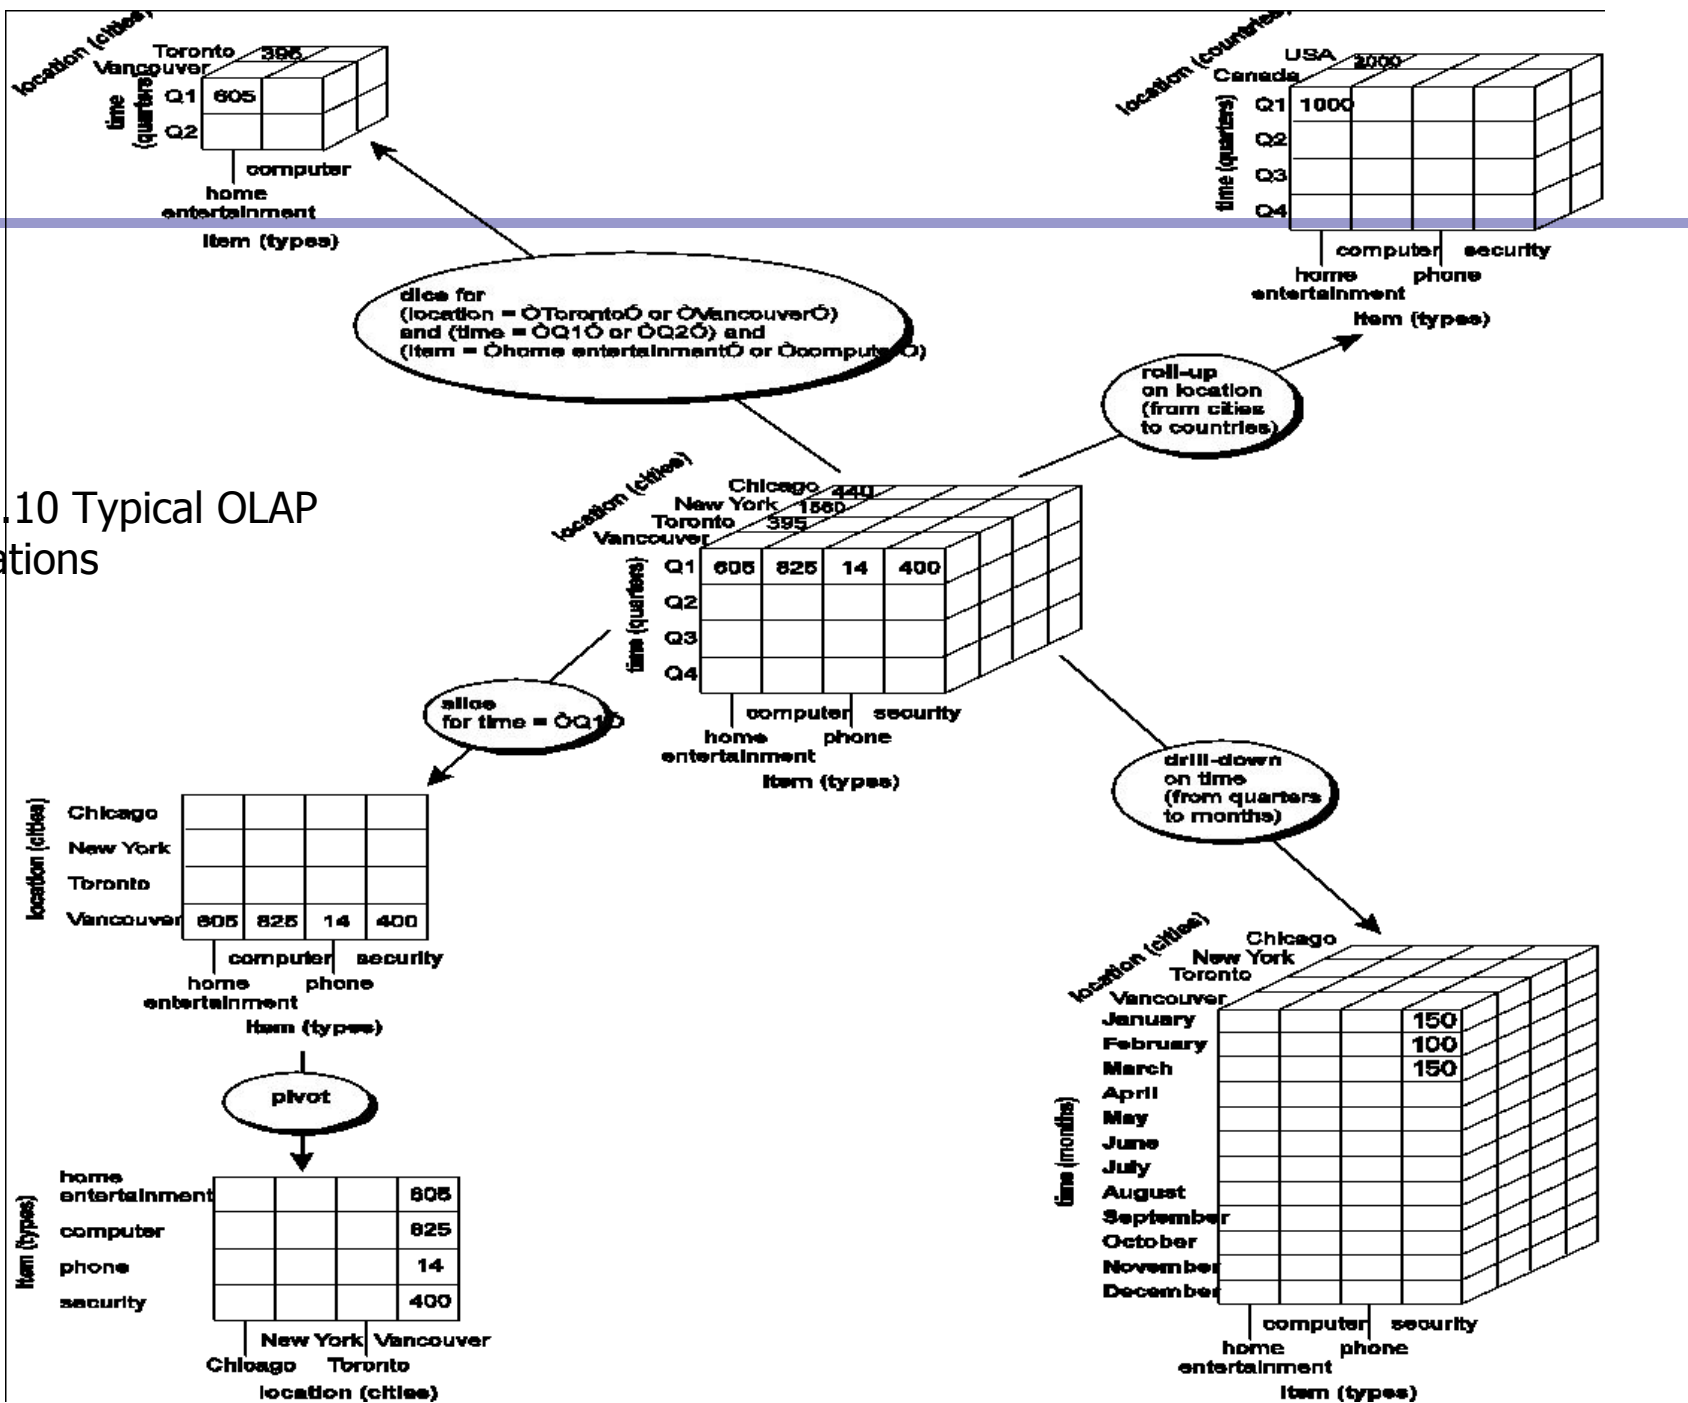 location (cities)
Toronto 395
Vancouver
time
(quarters)
Q1 605
Q2
computer
home
entertainment
item (types)
location (countries)
USA 2000
Canada
time (quarters)
Q1 1000
Q2
Q3
Q4
computer security
home phone
entertainment
item (types)
dice for
(location = ÒTorontoÓ or ÒVancouverÓ)
and (time = ÒQ1Ó or ÒQ2Ó) and
(item = Òhome entertainmentÓ or ÒcomputerÓ)
roll-up
on location
(from cities
to countries)
.10 Typical OLAP
ations
location (cities)
Chicago 440
New York 1560
Toronto 395
Vancouver
time (quarters)
Q1 605 825 14 400
Q2
Q3
Q4
computer security
home phone
entertainment
item (types)
slice
for time = ÒQ1Ó
drill-down
on time
(from quarters
to months)
location (cities)
Chicago
New York
Toronto
Vancouver 605 825 14 400
computer security
home phone
entertainment
item (types)
pivot
item (types)
home
entertainment 605
computer 825
phone 14
security 400
New York Vancouver
Chicago Toronto
location (cities)
location (cities)
Chicago
New York
Toronto
Vancouver
time (months)
January 150
February 100
March 150
April
May
June
July
August
September
October
November
December
computer security
home phone
entertainment
item (types)